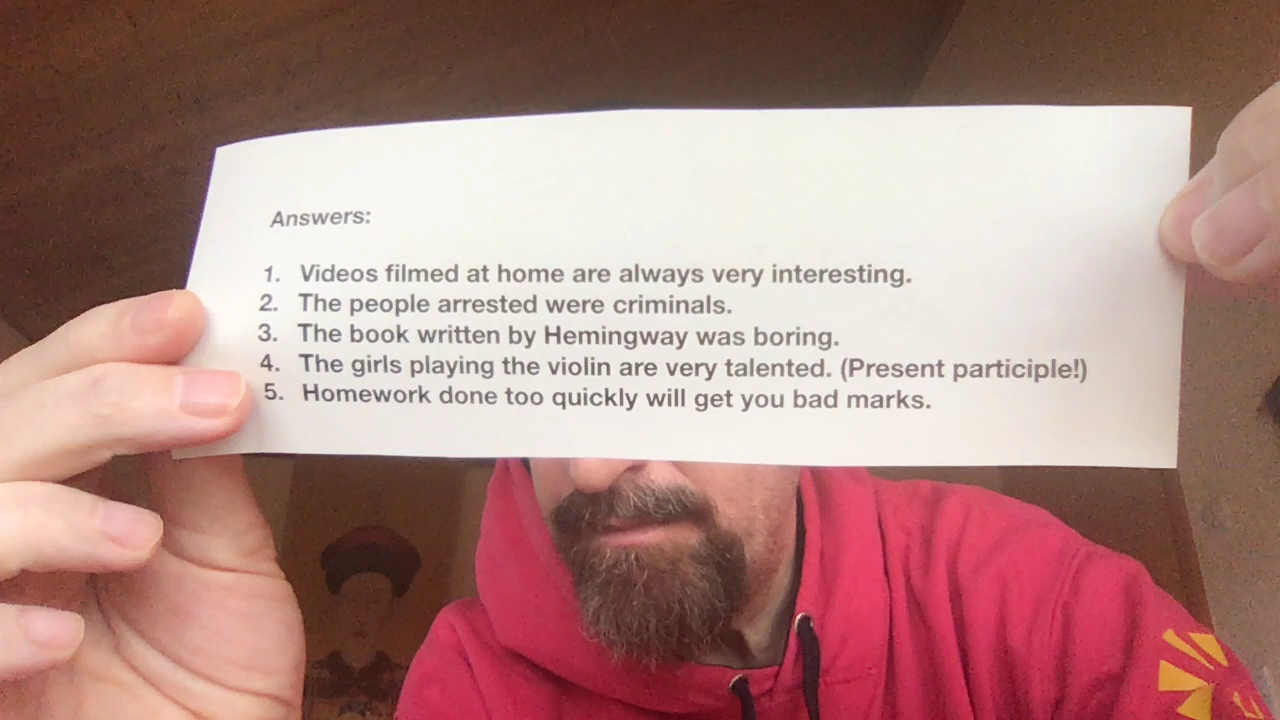 Answers:
1. Videos filmed at home are always very interesting.
2. The people arrested were criminals.
3. The book written by Hemingway was boring.
4. The girls playing the violin are very talented. (Present participle!)
5. Homework done too quickly will get you bad marks.